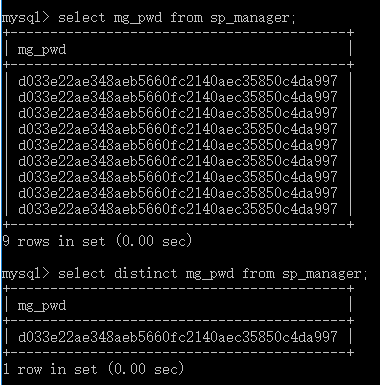 mysql> select mg_pwd from sp_manager;
+------------------------------------------+
| mg_pwd                                   |
+------------------------------------------+
| d033e22ae348aeb5660fc2140aec35850c4da997 |
| d033e22ae348aeb5660fc2140aec35850c4da997 |
| d033e22ae348aeb5660fc2140aec35850c4da997 |
| d033e22ae348aeb5660fc2140aec35850c4da997 |
| d033e22ae348aeb5660fc2140aec35850c4da997 |
| d033e22ae348aeb5660fc2140aec35850c4da997 |
| d033e22ae348aeb5660fc2140aec35850c4da997 |
| d033e22ae348aeb5660fc2140aec35850c4da997 |
| d033e22ae348aeb5660fc2140aec35850c4da997 |
+------------------------------------------+
9 rows in set (0.00 sec)
mysql> select distinct mg_pwd from sp_manager;
+------------------------------------------+
| mg_pwd                                   |
+------------------------------------------+
| d033e22ae348aeb5660fc2140aec35850c4da997 |
+------------------------------------------+
1 row in set (0.00 sec)